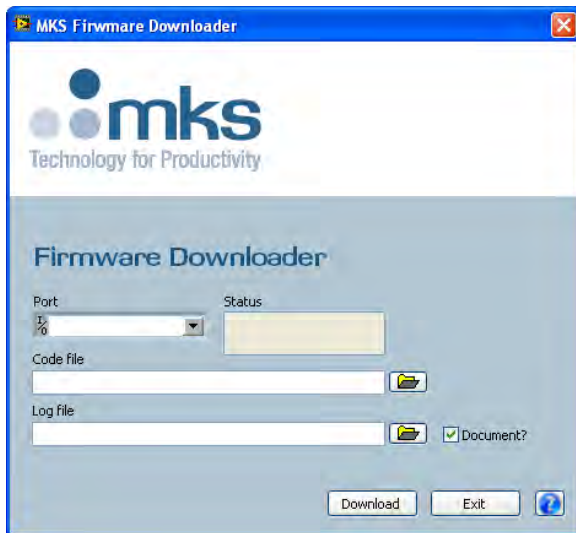 MKS Firwmare Downloader
mks
Technology for Productivity
Firmware Downloader
Port
Status
I/O
Code file
Log file
Document?
Download
Exit
?